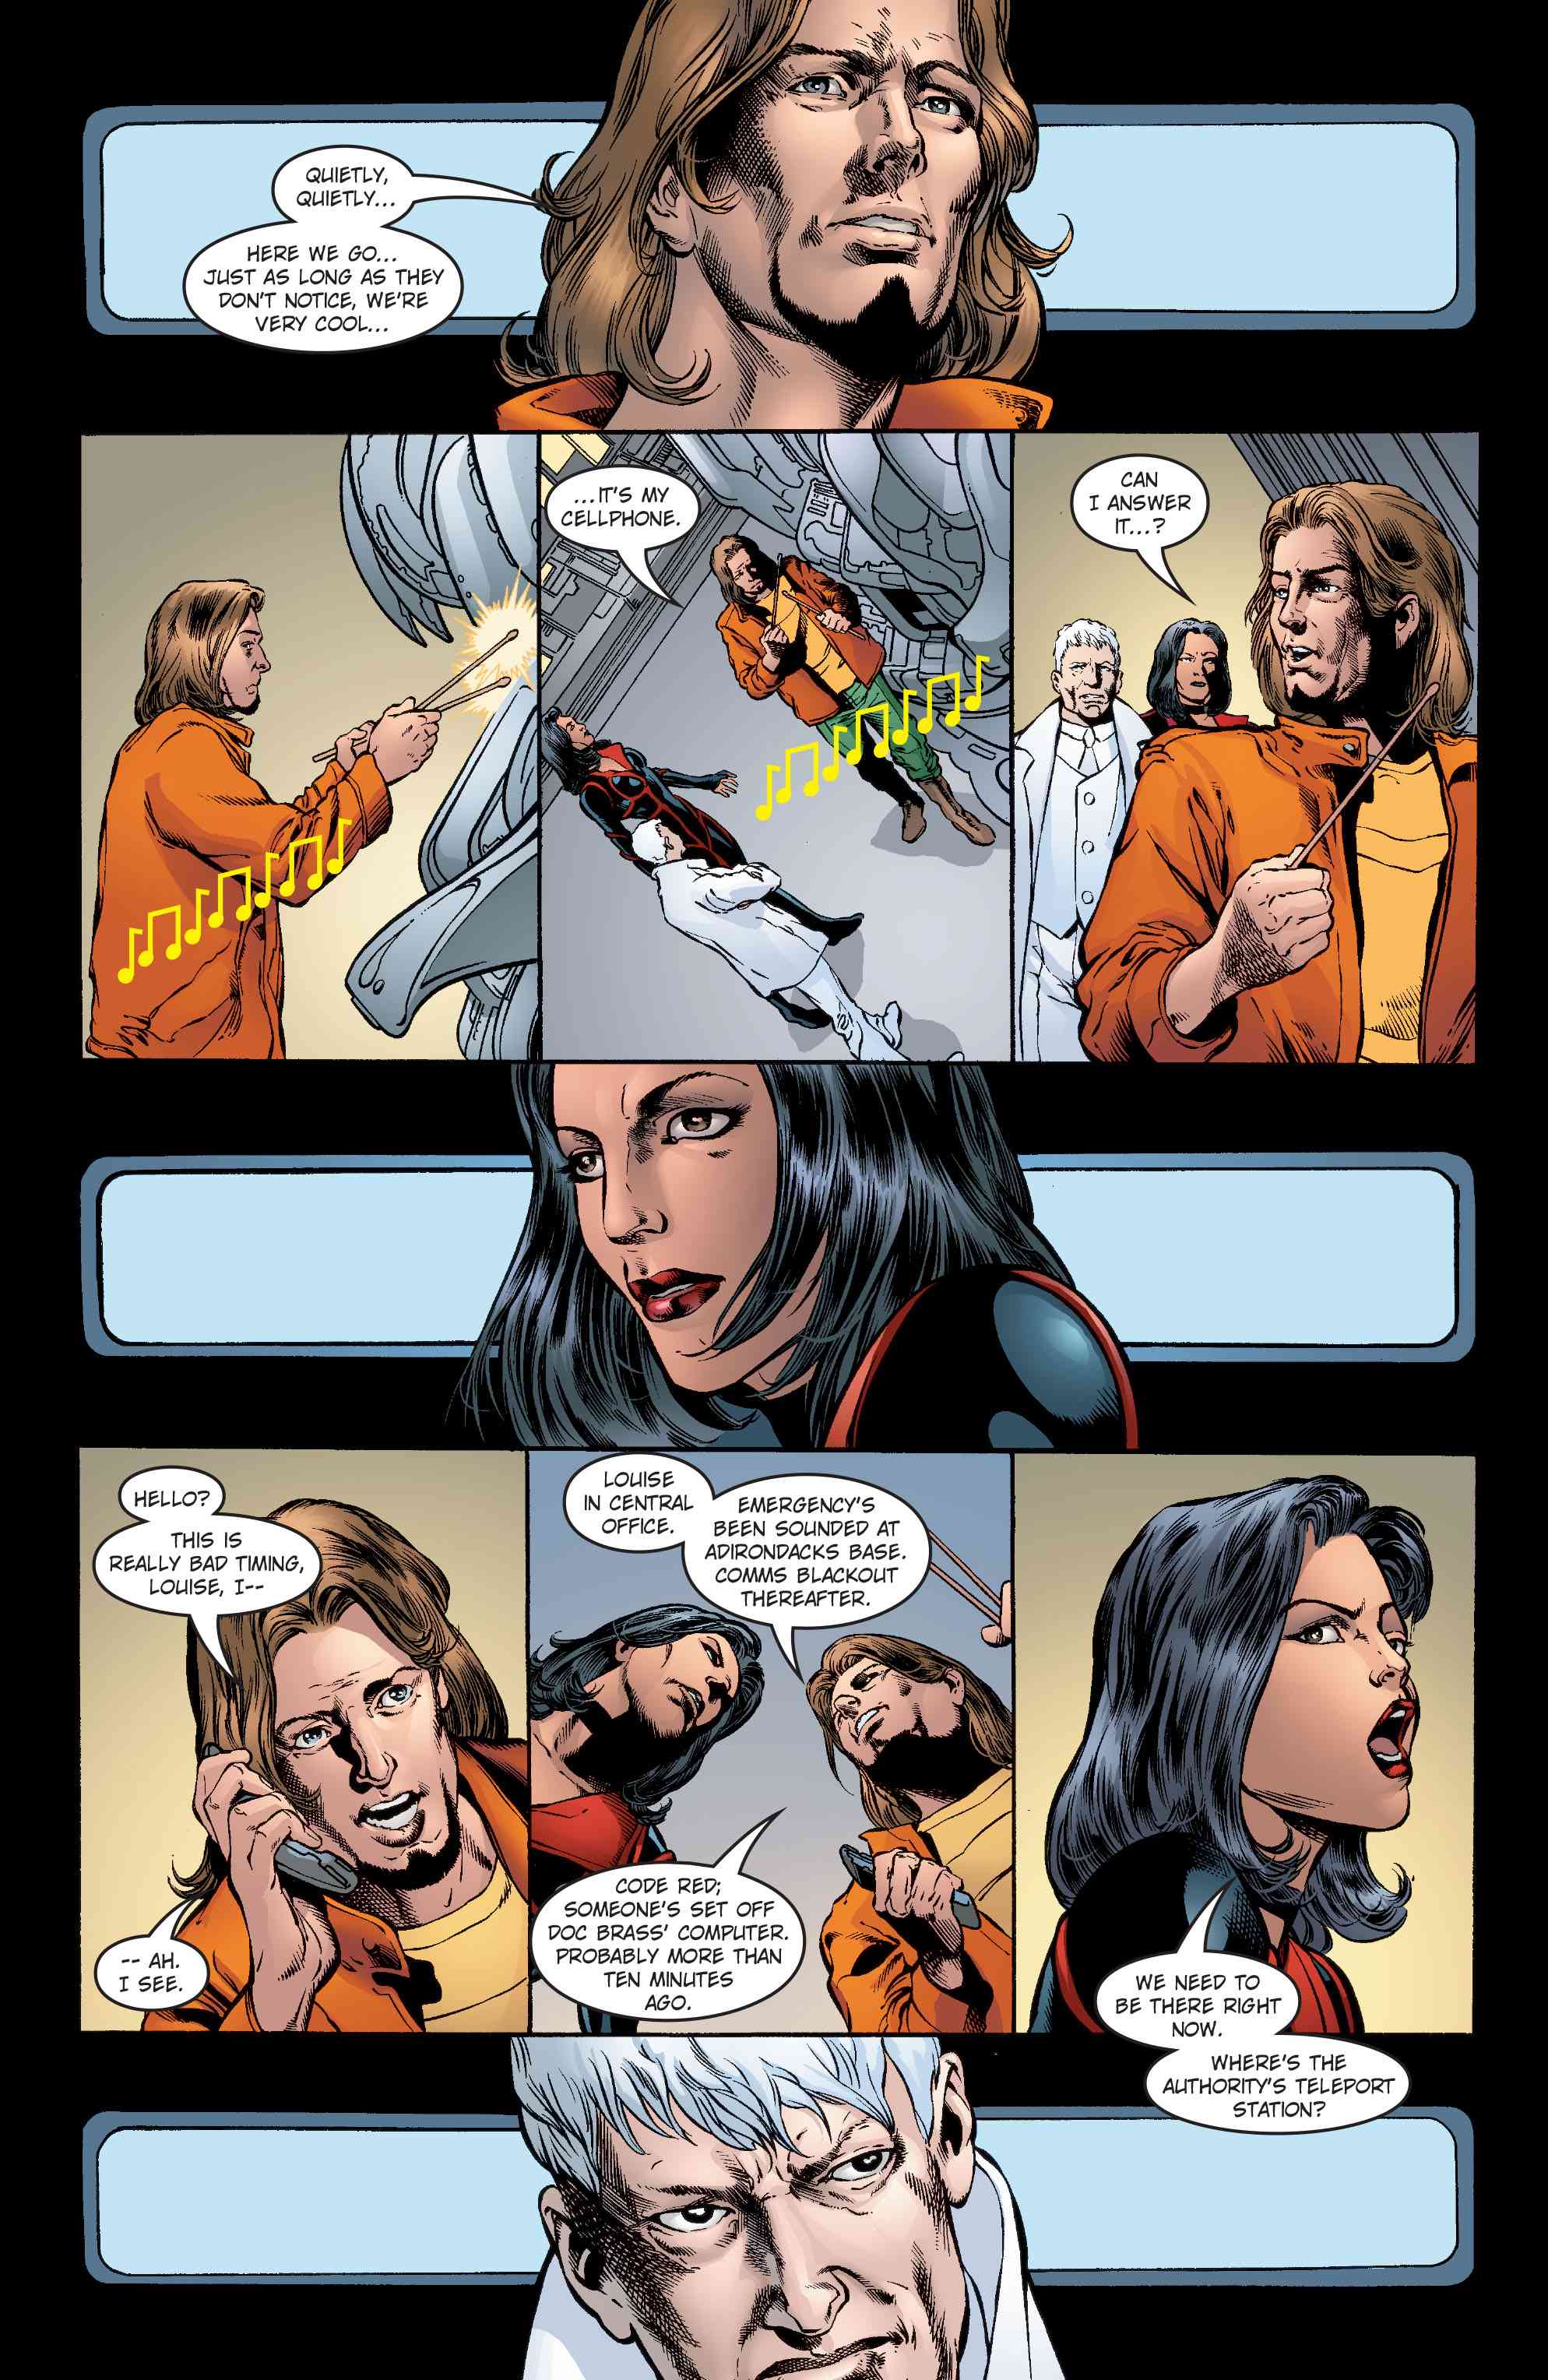 QUIETLY,
QUIETLY...
HERE WE GO...
JUST AS LONG AS THEY
DON'T NOTICE, WE'RE
VERY COOL...
...IT'S MY
CELLPHONE.
CAN
I ANSWER
IT...?
HELLO?
THIS IS
REALLY BAD TIMING,
LOUISE, I--
-- AH.
I SEE.
LOUISE
IN CENTRAL
OFFICE.
EMERGENCY'S
BEEN SOUNDED AT
ADIRONDACKS BASE.
COMMS BLACKOUT
THEREAFTER.
CODE RED;
SOMEONE'S SET OFF
DOC BRASS' COMPUTER.
PROBABLY MORE THAN
TEN MINUTES
AGO.
WE NEED TO
BE THERE RIGHT
NOW.
WHERE'S THE
AUTHORITY'S TELEPORT
STATION?